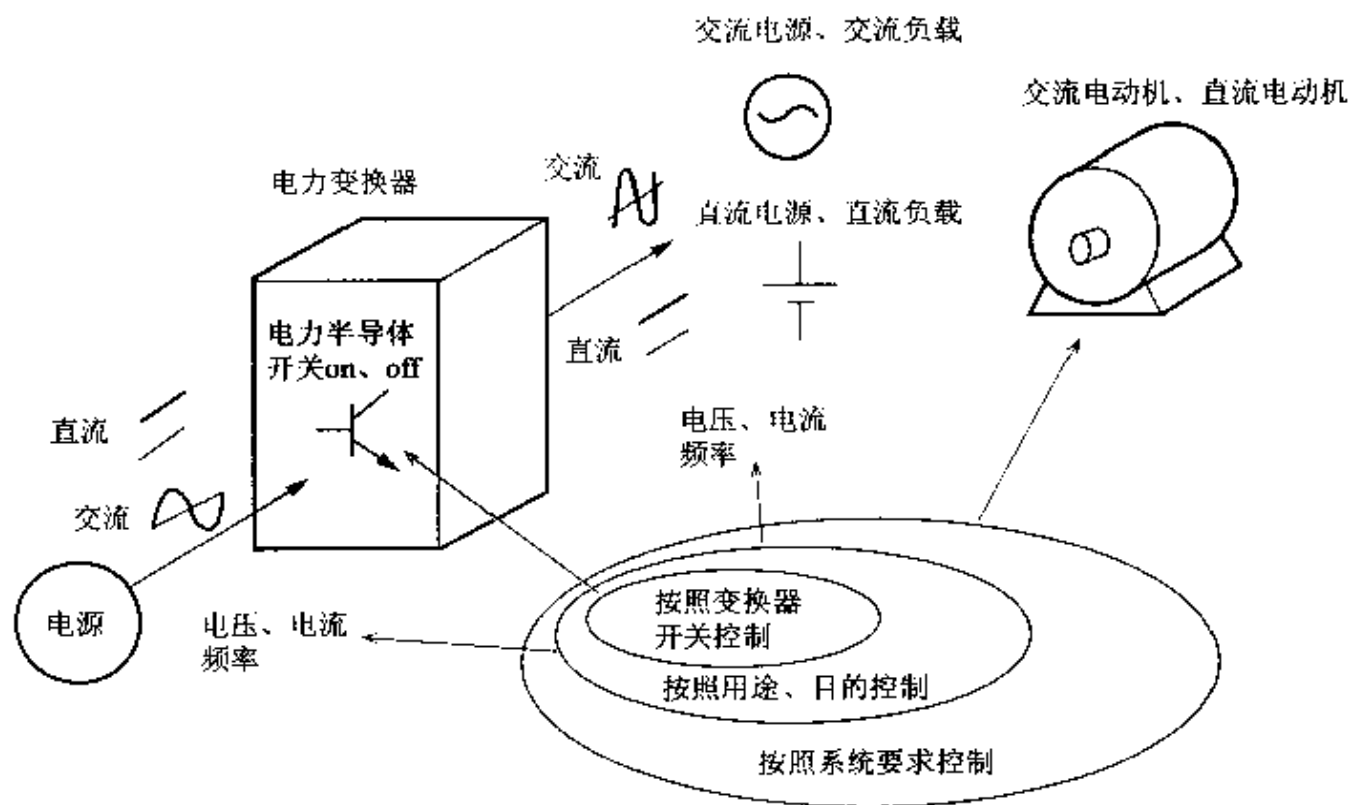 交流电源、交流负载
交流电动机、直流电动机
交流
电力变换器
直流电源、直流负载
电力半导体
开关on、off
直流
直流
电压、电流
频率
交流
电源
电压、电流
频率
按照变换器
开关控制
按照用途、目的控制
按照系统要求控制